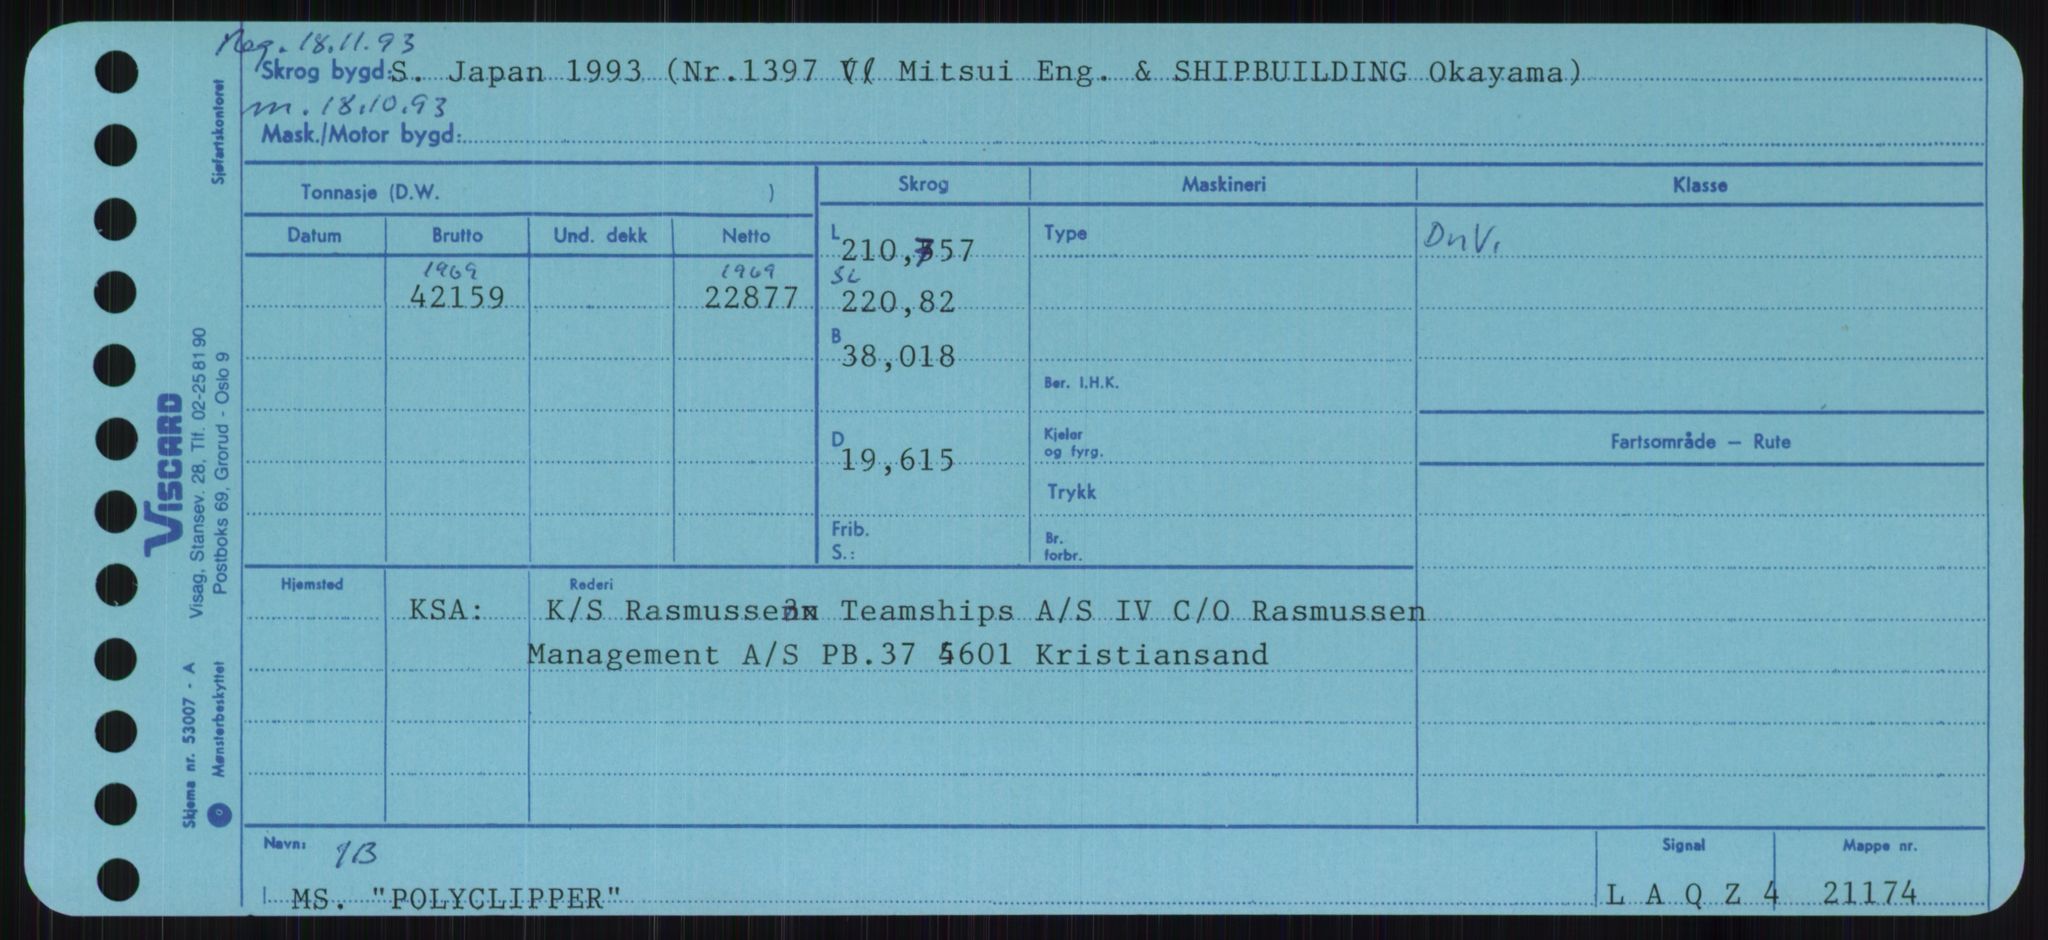 Reg. 18.11.93
Skrog bygd: S. Japan 1993 (Nr.1397 V/ Mitsui Eng. & SHIPBUILDING Okayama)
m. 18.10.93
Mask./Motor bygd:
Sjøfartskontoret
Tonnasje (D.W. )
Skrog Maskineri Klasse
Datum Brutto Und. dekk Netto
L 210,357 Type DnV.
1969 1969 SL
42159 22877 220,82
B 38,018
Ber. I.H.K.
D 19,615
Kjelar og fyrg.
Fartsområde — Rute
Trykk
Frib.
S.:
Br. forbr.
Hjemsted Rederi
KSA: K/S Rasmussen Teamships A/S IV C/O Rasmussen
Management A/S PB.37 4601 Kristiansand
VISCARD
Visag, Stansev. 28, Tlf. 02-25 81 90
Postboks 69, Grorud - Oslo 9
Skjema nr. 53007 - A
Mønsterbeskyttet
Navn: 1B
Signal Mappe nr.
MS. "POLYCLIPPER" L A Q Z 4 21174